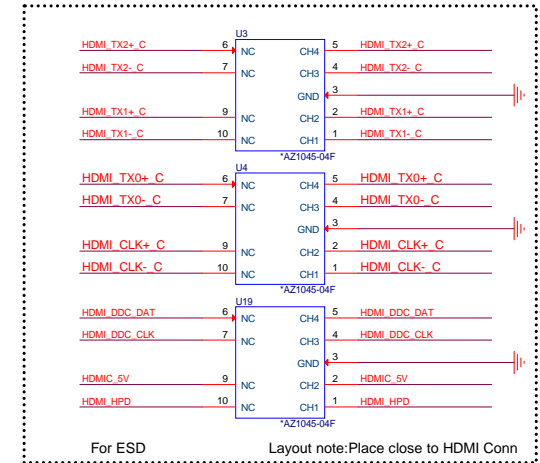 U3
HDMI_TX2+_C 6 NC CH4 5 HDMI_TX2+_C
HDMI_TX2-_C 7 NC CH3 4 HDMI_TX2-_C
GND 3
HDMI_TX1+_C 9 NC CH2 2 HDMI_TX1+_C
HDMI_TX1-_C 10 NC CH1 1 HDMI_TX1-_C
*AZ1045-04F
U4
HDMI_TX0+_C 6 NC CH4 5 HDMI_TX0+_C
HDMI_TX0-_C 7 NC CH3 4 HDMI_TX0-_C
GND 3
HDMI_CLK+_C 9 NC CH2 2 HDMI_CLK+_C
HDMI_CLK-_C 10 NC CH1 1 HDMI_CLK-_C
*AZ1045-04F
U19
HDMI_DDC_DAT 6 NC CH4 5 HDMI_DDC_DAT
HDMI_DDC_CLK 7 NC CH3 4 HDMI_DDC_CLK
GND 3
HDMIC_5V 9 NC CH2 2 HDMIC_5V
HDMI_HPD 10 NC CH1 1 HDMI_HPD
*AZ1045-04F
For ESD Layout note:Place close to HDMI Conn